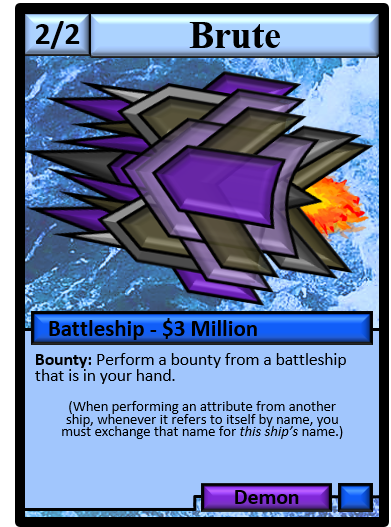 2/2 Brute
Battleship - $3 Million
Bounty: Perform a bounty from a battleship
that is in your hand.
(When performing an attribute from another
ship, whenever it refers to itself by name, you
must exchange that name for this ship's name.)
Demon